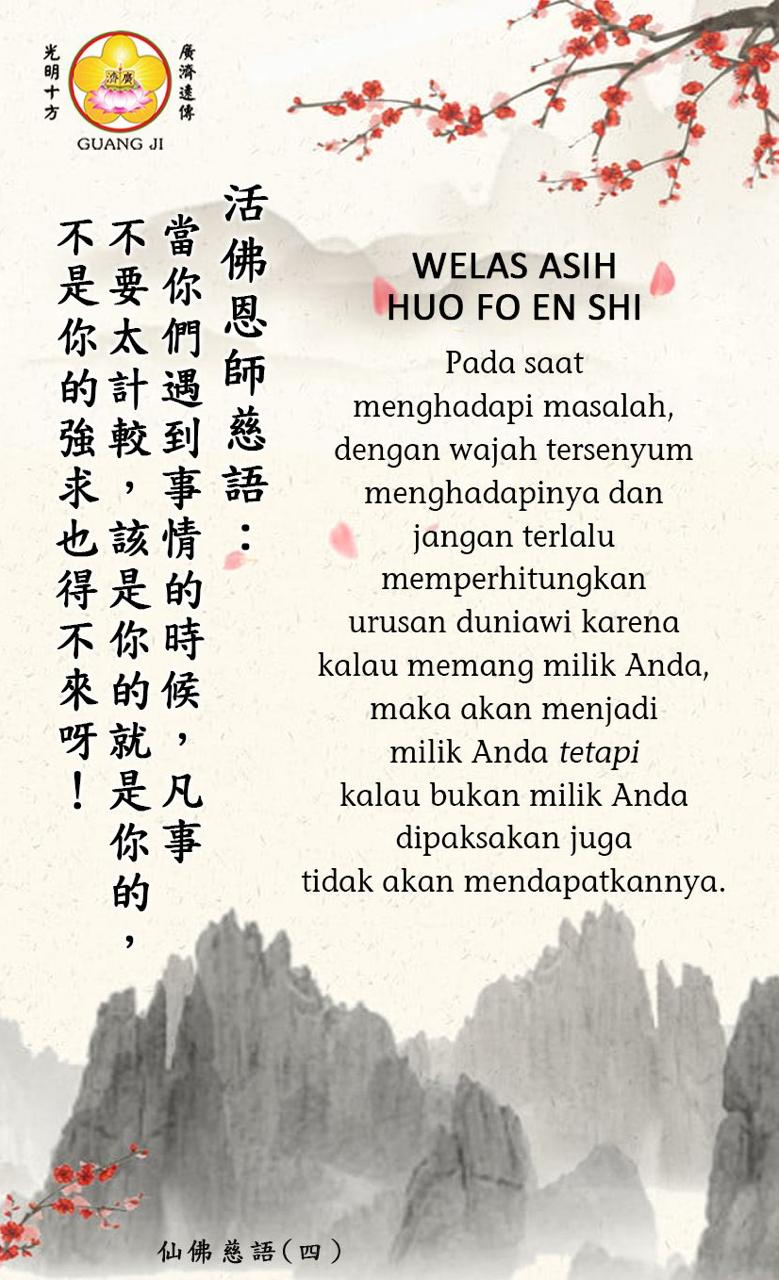 光明十方
廣濟
廣濟遠傳
GUANG JI
活佛恩師慈語：
當你們遇到事情的時候，凡事
不要太計較，該是你的就是你的，
不是你的強求也得不來呀！
WELAS ASIH
HUO FO EN SHI
Pada saat
menghadapi masalah,
dengan wajah tersenyum
menghadapinya dan
jangan terlalu
memperhitungkan
urusan duniawi karena
kalau memang milik Anda,
maka akan menjadi
milik Anda tetapi
kalau bukan milik Anda
dipaksakan juga
tidak akan mendapatkannya.
仙佛慈語(四)